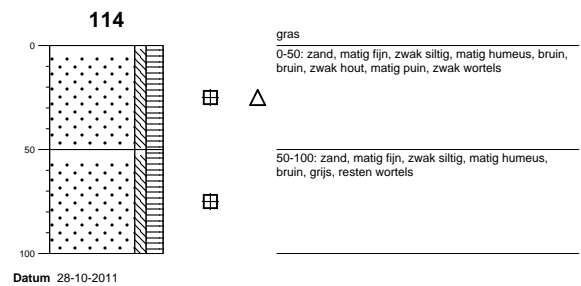 114
gras
0
0-50: zand, matig fijn, zwak siltig, matig humeus, bruin,
bruin, zwak hout, matig puin, zwak wortels
50
50-100: zand, matig fijn, zwak siltig, matig humeus,
bruin, grijs, resten wortels
100
Datum 28-10-2011